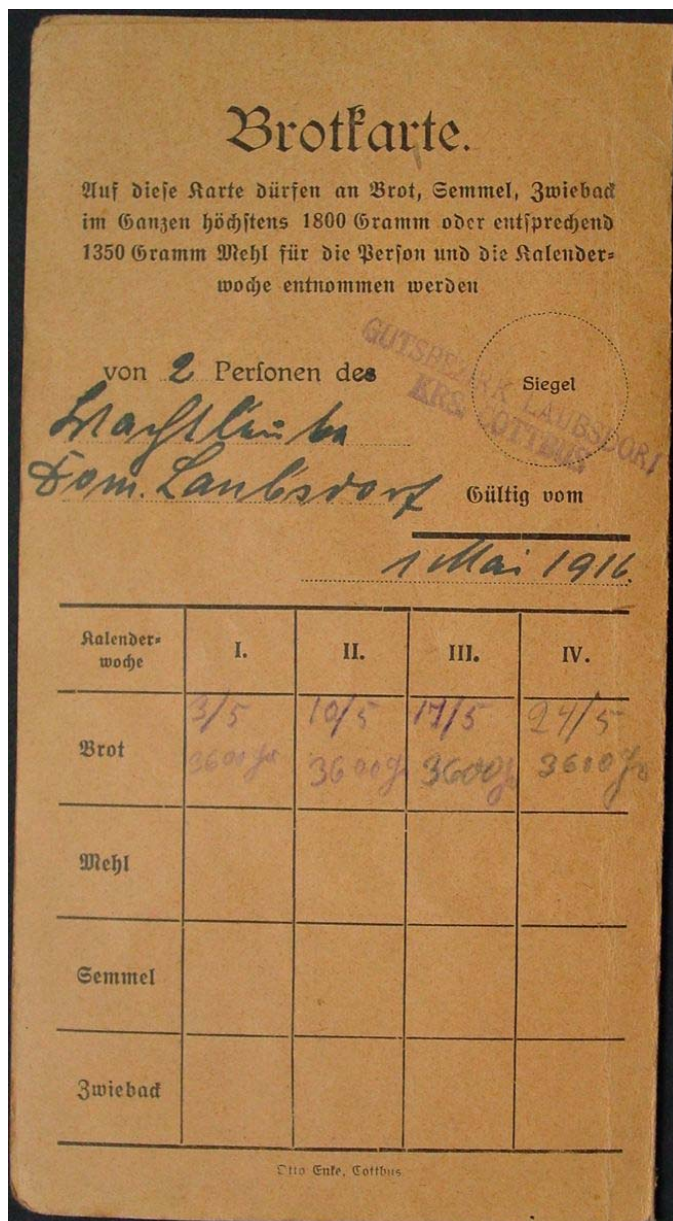 Brotkarte.
Auf diese Karte dürfen an Brot, Semmel, Zwieback
im Ganzen höchstens 1800 Gramm oder entsprechend
1350 Gramm Mehl für die Person und die Kalender-
woche entnommen werden
von 2 Personen des
Siegel
GUTSBEZIRK LAUBSDORF
KRS. COTTBUS
Dom. Laubsdorf Gültig vom
1 Mai 1916.
Kalender-
woche I. II. III. IV.
3/5 10/5 17/5 24/5
Brot 3600 3600 3600 3600
Mehl
Semmel
Zwieback
Otto Enke, Cottbus